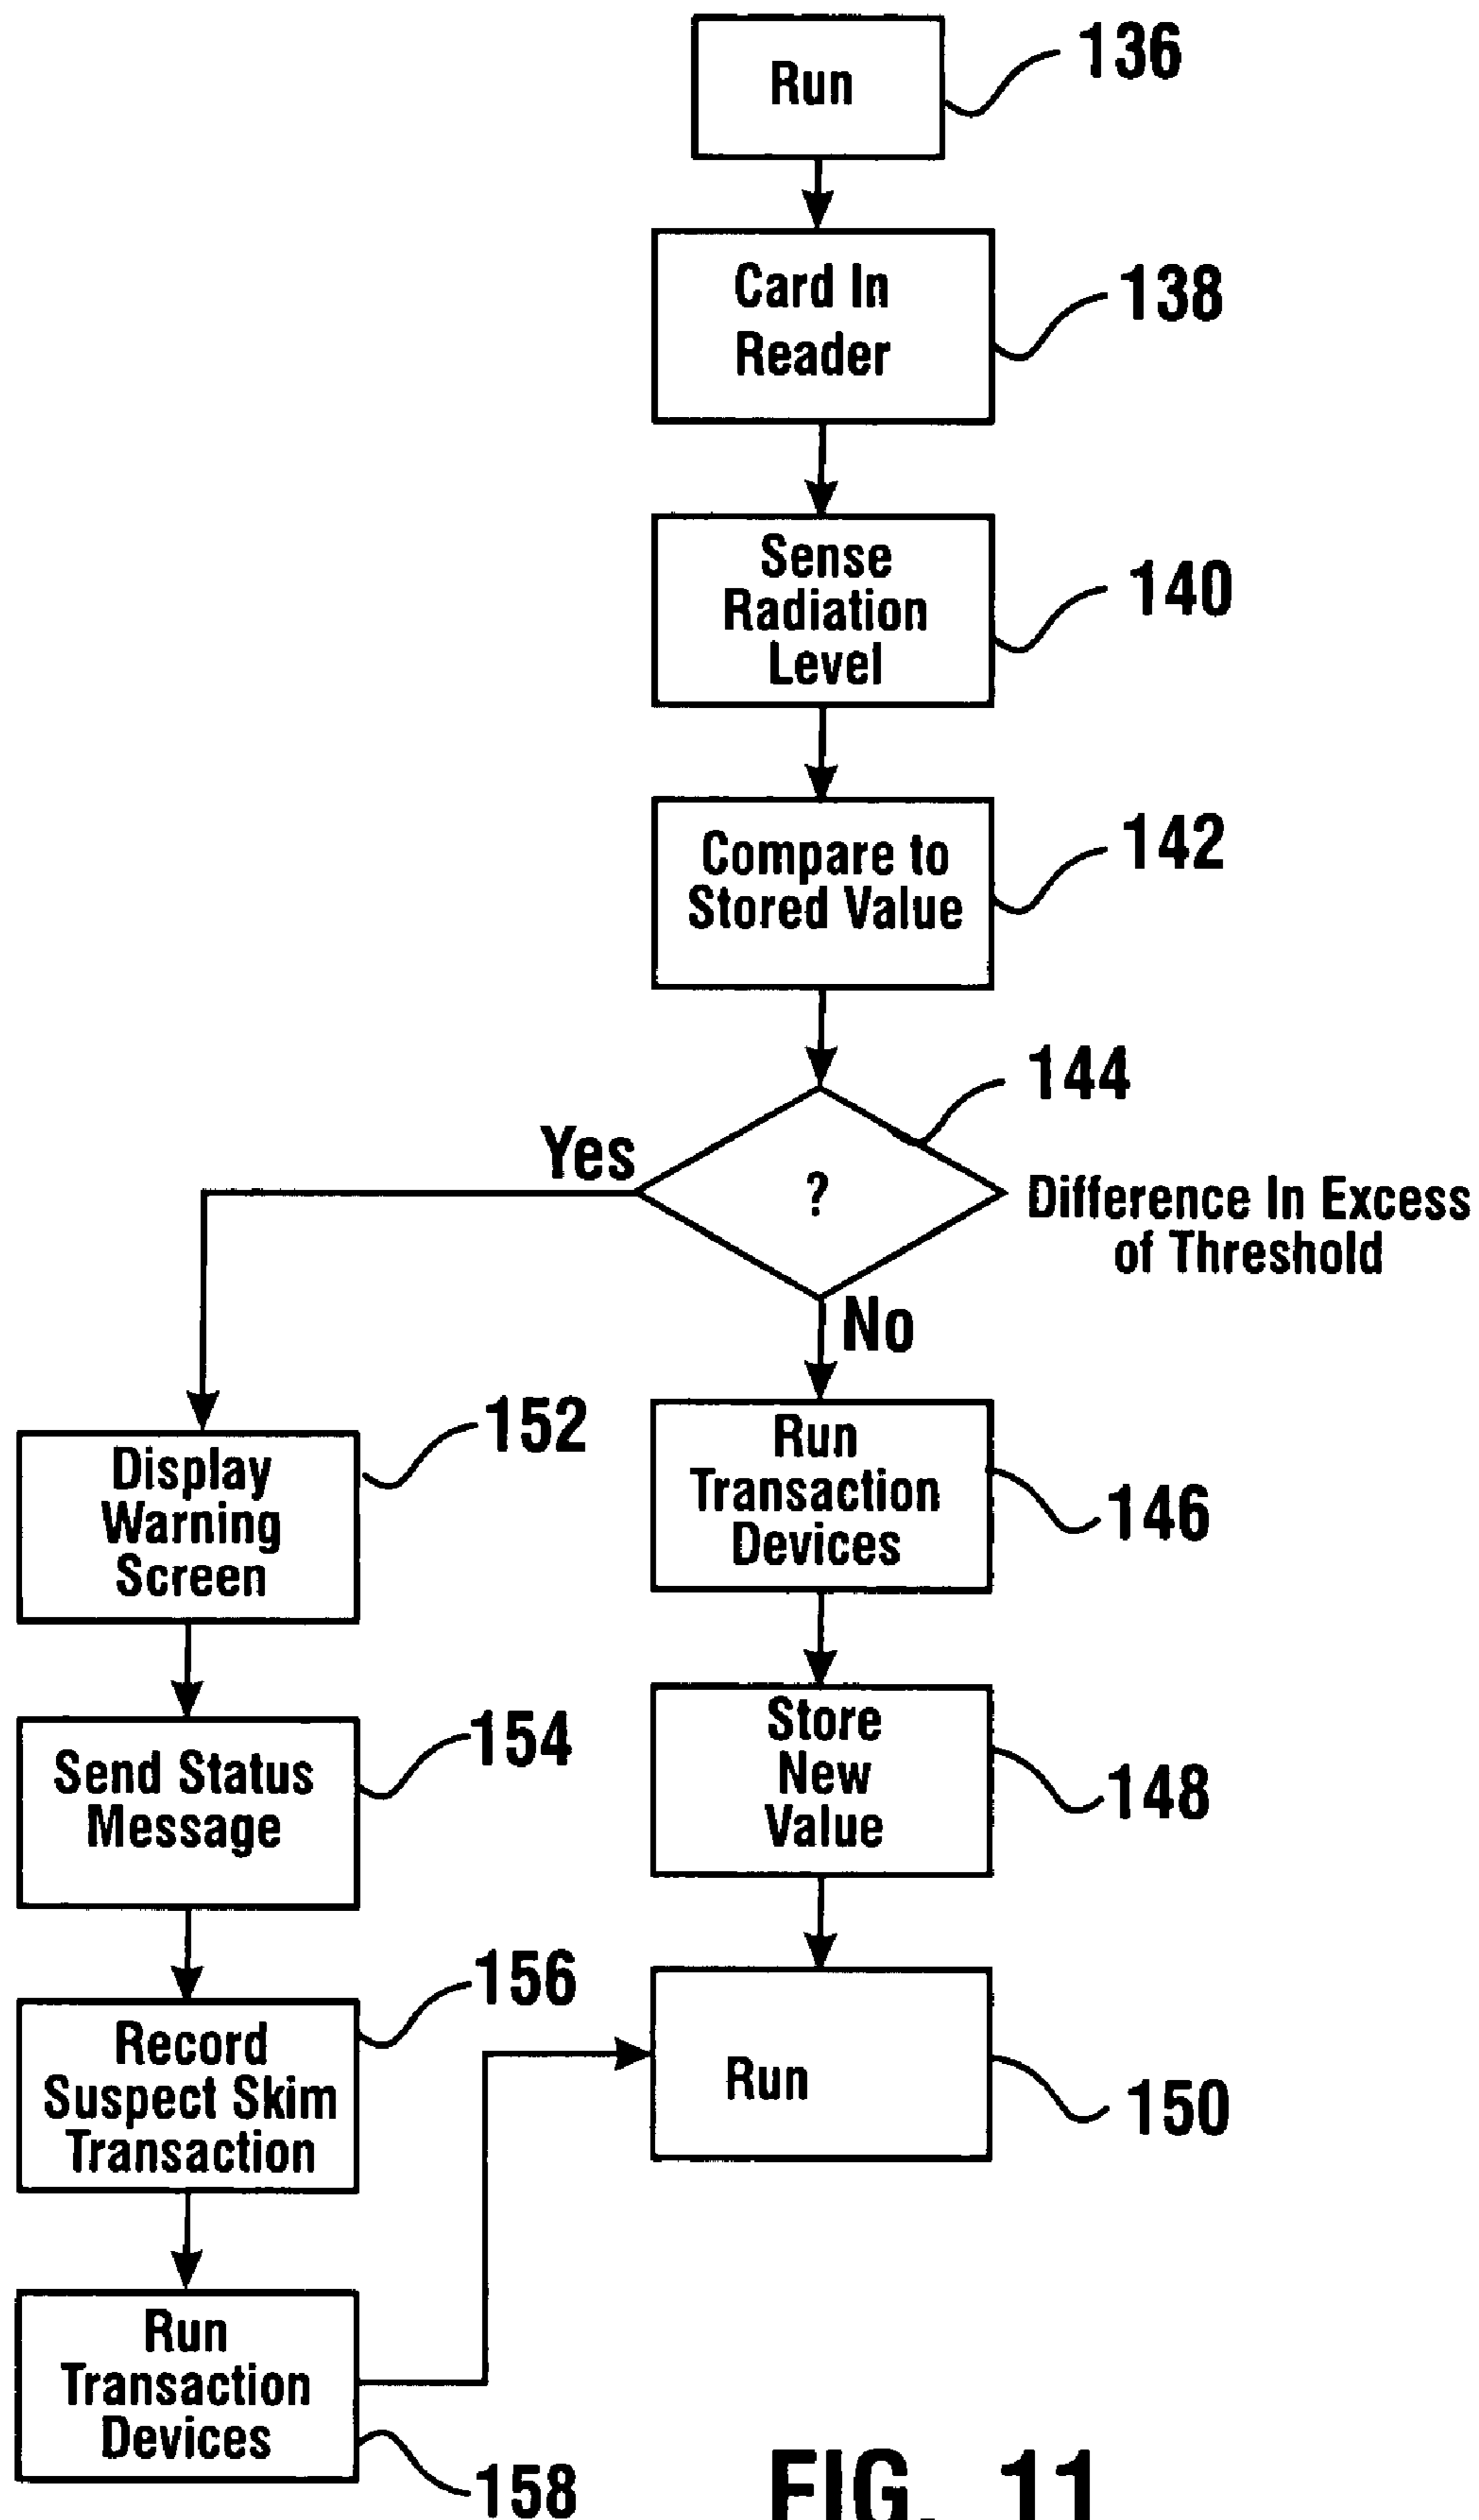 Run
136
Card In
Reader
138
Sense
Radiation
Level
140
Compare to
Stored Value
142
144
Yes
?
Difference In Excess
of Threshold
No
152
Display
Warning
Screen
Run
Transaction
Devices
146
154
Send Status
Message
Store
New
Value
148
156
Record
Suspect Skim
Transaction
Run
150
Run
Transaction
Devices
158
FIG. 11